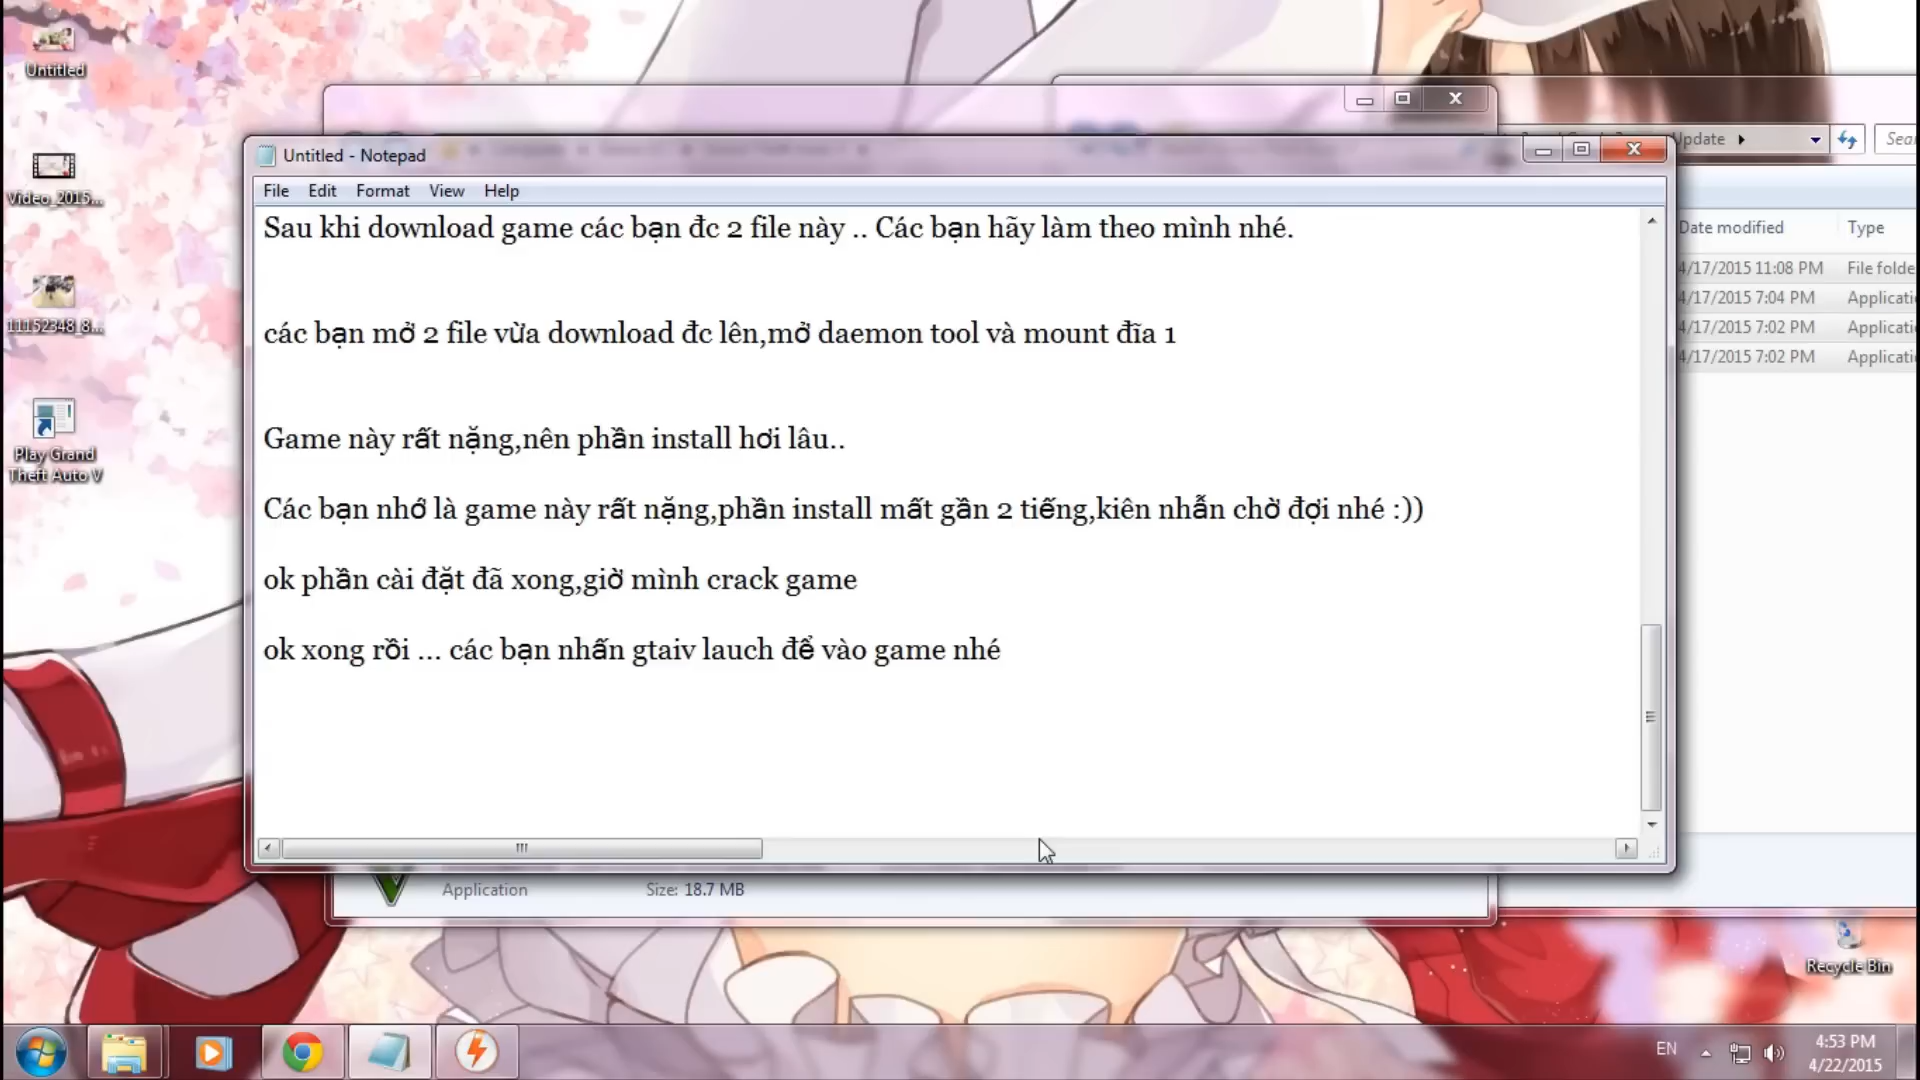 Untitled
Video_2015...
11152348_8...
Play Grand
Theft Auto V
Untitled - Notepad
File Edit Format View Help
Sau khi download game các bạn đc 2 file này .. Các bạn hãy làm theo mình nhé.
các bạn mở 2 file vừa download đc lên,mở daemon tool và mount đĩa 1
Game này rất nặng,nên phần install hơi lâu..
Các bạn nhớ là game này rất nặng,phần install mất gần 2 tiếng,kiên nhẫn chờ đợi nhé :))
ok phần cài đặt đã xong,giờ mình crack game
ok xong rồi ... các bạn nhấn gtaiv lauch để vào game nhé
Application Size: 18.7 MB
Update
Sea
Date modified Type
4/17/2015 11:08 PM File folde
4/17/2015 7:04 PM Applicati
4/17/2015 7:02 PM Applicati
4/17/2015 7:02 PM Applicati
Recycle Bin
EN
4:53 PM
4/22/2015